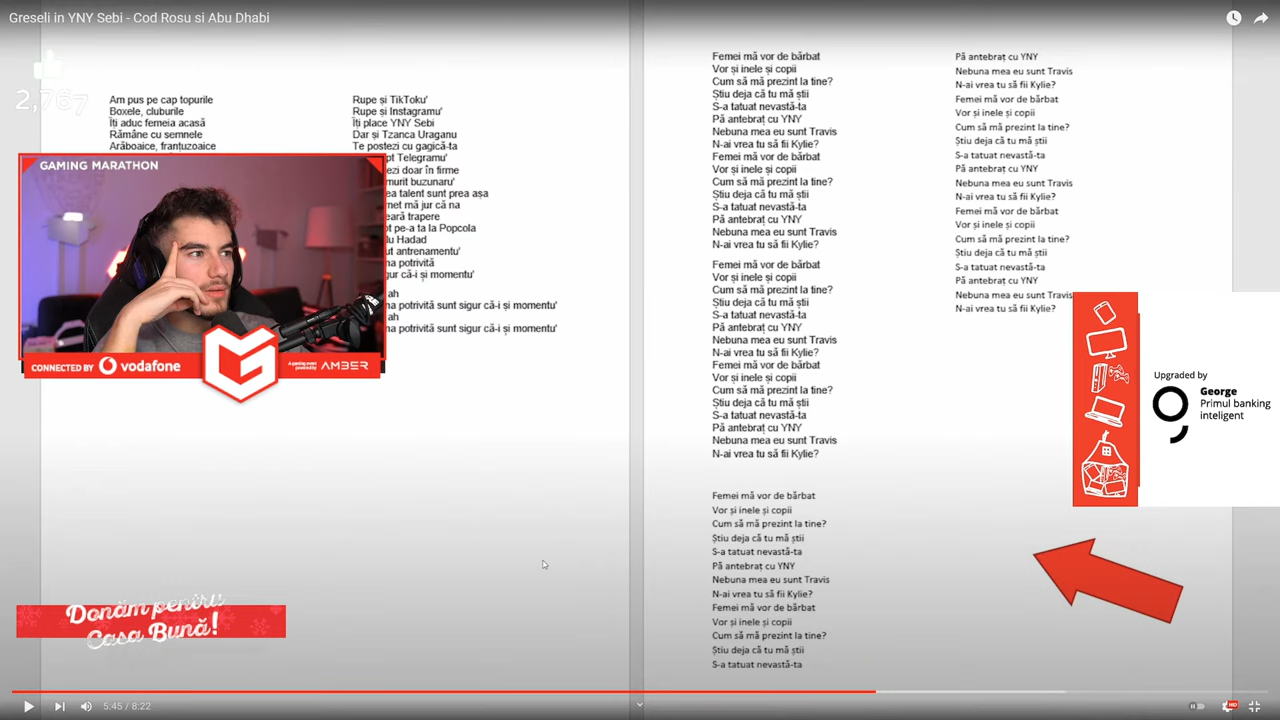 Greseli in YNY Sebi - Cod Rosu si Abu Dhabi
2,767
Am pus pe cap topurile
Boxele, cluburile
Îți aduc femeia acasă
Rămâne cu semnele
Arăboaice, franțuzoaice
Rupe și TikToku'
Rupe și Instagramu'
Îți place YNY Sebi
Dar și Tzanca Uraganu
Te postezi cu gagică-ta
pt Telegramu'
ezi doar în firme
murit buzunaru'
ea talent sunt prea așa
net mă jur că na
eară trapere
ot pe-a ta la Popcola
lu Hadad
ut antrenamentu'
na potrivită
gur că-i și momentu'
ah
na potrivită sunt sigur că-i și momentu'
ah
na potrivită sunt sigur că-i și momentu'
GAMING MARATHON
CONNECTED BY vodafone
A gaming event powered by AMBER
Donăm pentru
Casa Bună!
Femei mă vor de bărbat
Vor și inele și copii
Cum să mă prezint la tine?
Știu deja că tu mă știi
S-a tatuat nevastă-ta
Pă antebraț cu YNY
Nebuna mea eu sunt Travis
N-ai vrea tu să fii Kylie?
Femei mă vor de bărbat
Vor și inele și copii
Cum să mă prezint la tine?
Știu deja că tu mă știi
S-a tatuat nevastă-ta
Pă antebraț cu YNY
Nebuna mea eu sunt Travis
N-ai vrea tu să fii Kylie?
Femei mă vor de bărbat
Vor și inele și copii
Cum să mă prezint la tine?
Știu deja că tu mă știi
S-a tatuat nevastă-ta
Pă antebraț cu YNY
Nebuna mea eu sunt Travis
N-ai vrea tu să fii Kylie?
Femei mă vor de bărbat
Vor și inele și copii
Cum să mă prezint la tine?
Știu deja că tu mă știi
S-a tatuat nevastă-ta
Pă antebraț cu YNY
Nebuna mea eu sunt Travis
N-ai vrea tu să fii Kylie?
Femei mă vor de bărbat
Vor și inele și copii
Cum să mă prezint la tine?
Știu deja că tu mă știi
S-a tatuat nevastă-ta
Pă antebraț cu YNY
Nebuna mea eu sunt Travis
N-ai vrea tu să fii Kylie?
Femei mă vor de bărbat
Vor și inele și copii
Cum să mă prezint la tine?
Știu deja că tu mă știi
S-a tatuat nevastă-ta
Pă antebraț cu YNY
Nebuna mea eu sunt Travis
N-ai vrea tu să fii Kylie?
Femei mă vor de bărbat
Vor și inele și copii
Cum să mă prezint la tine?
Știu deja că tu mă știi
S-a tatuat nevastă-ta
Pă antebraț cu YNY
Nebuna mea eu sunt Travis
N-ai vrea tu să fii Kylie?
Femei mă vor de bărbat
Vor și inele și copii
Cum să mă prezint la tine?
Știu deja că tu mă știi
S-a tatuat nevastă-ta
Pă antebraț cu YNY
Nebuna mea eu sunt Travis
N-ai vrea tu să fii Kylie?
Upgraded by
George
Primul banking
inteligent
5:45 / 8:22
HD